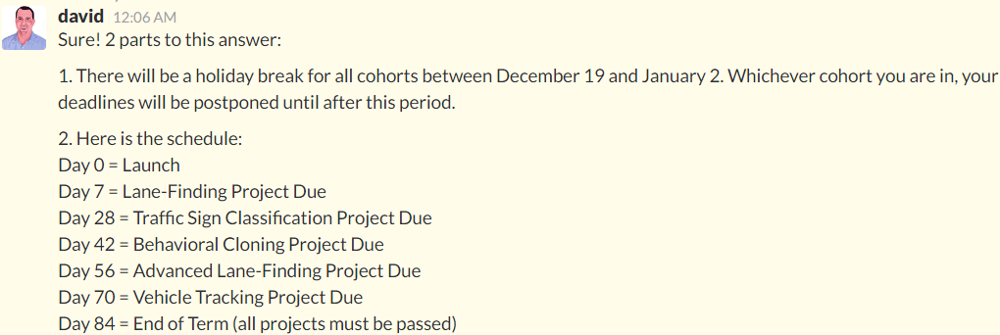 david 12:06 AM
Sure! 2 parts to this answer:
1. There will be a holiday break for all cohorts between December 19 and January 2. Whichever cohort you are in, your
deadlines will be postponed until after this period.
2. Here is the schedule:
Day 0 = Launch
Day 7 = Lane-Finding Project Due
Day 28 = Traffic Sign Classification Project Due
Day 42 = Behavioral Cloning Project Due
Day 56 = Advanced Lane-Finding Project Due
Day 70 = Vehicle Tracking Project Due
Day 84 = End of Term (all projects must be passed)